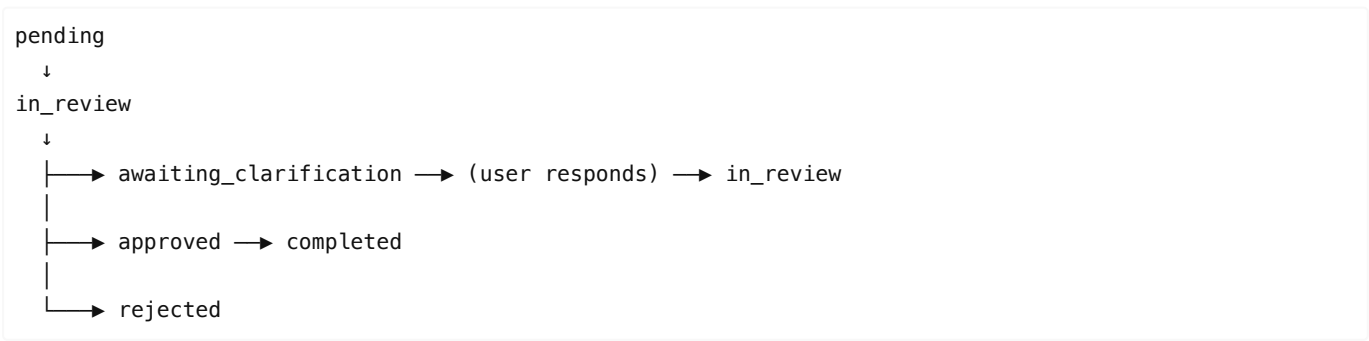 pending
↓
in_review
↓
├───▶ awaiting_clarification ──▶ (user responds) ──▶ in_review
│
├───▶ approved ──▶ completed
│
└───▶ rejected